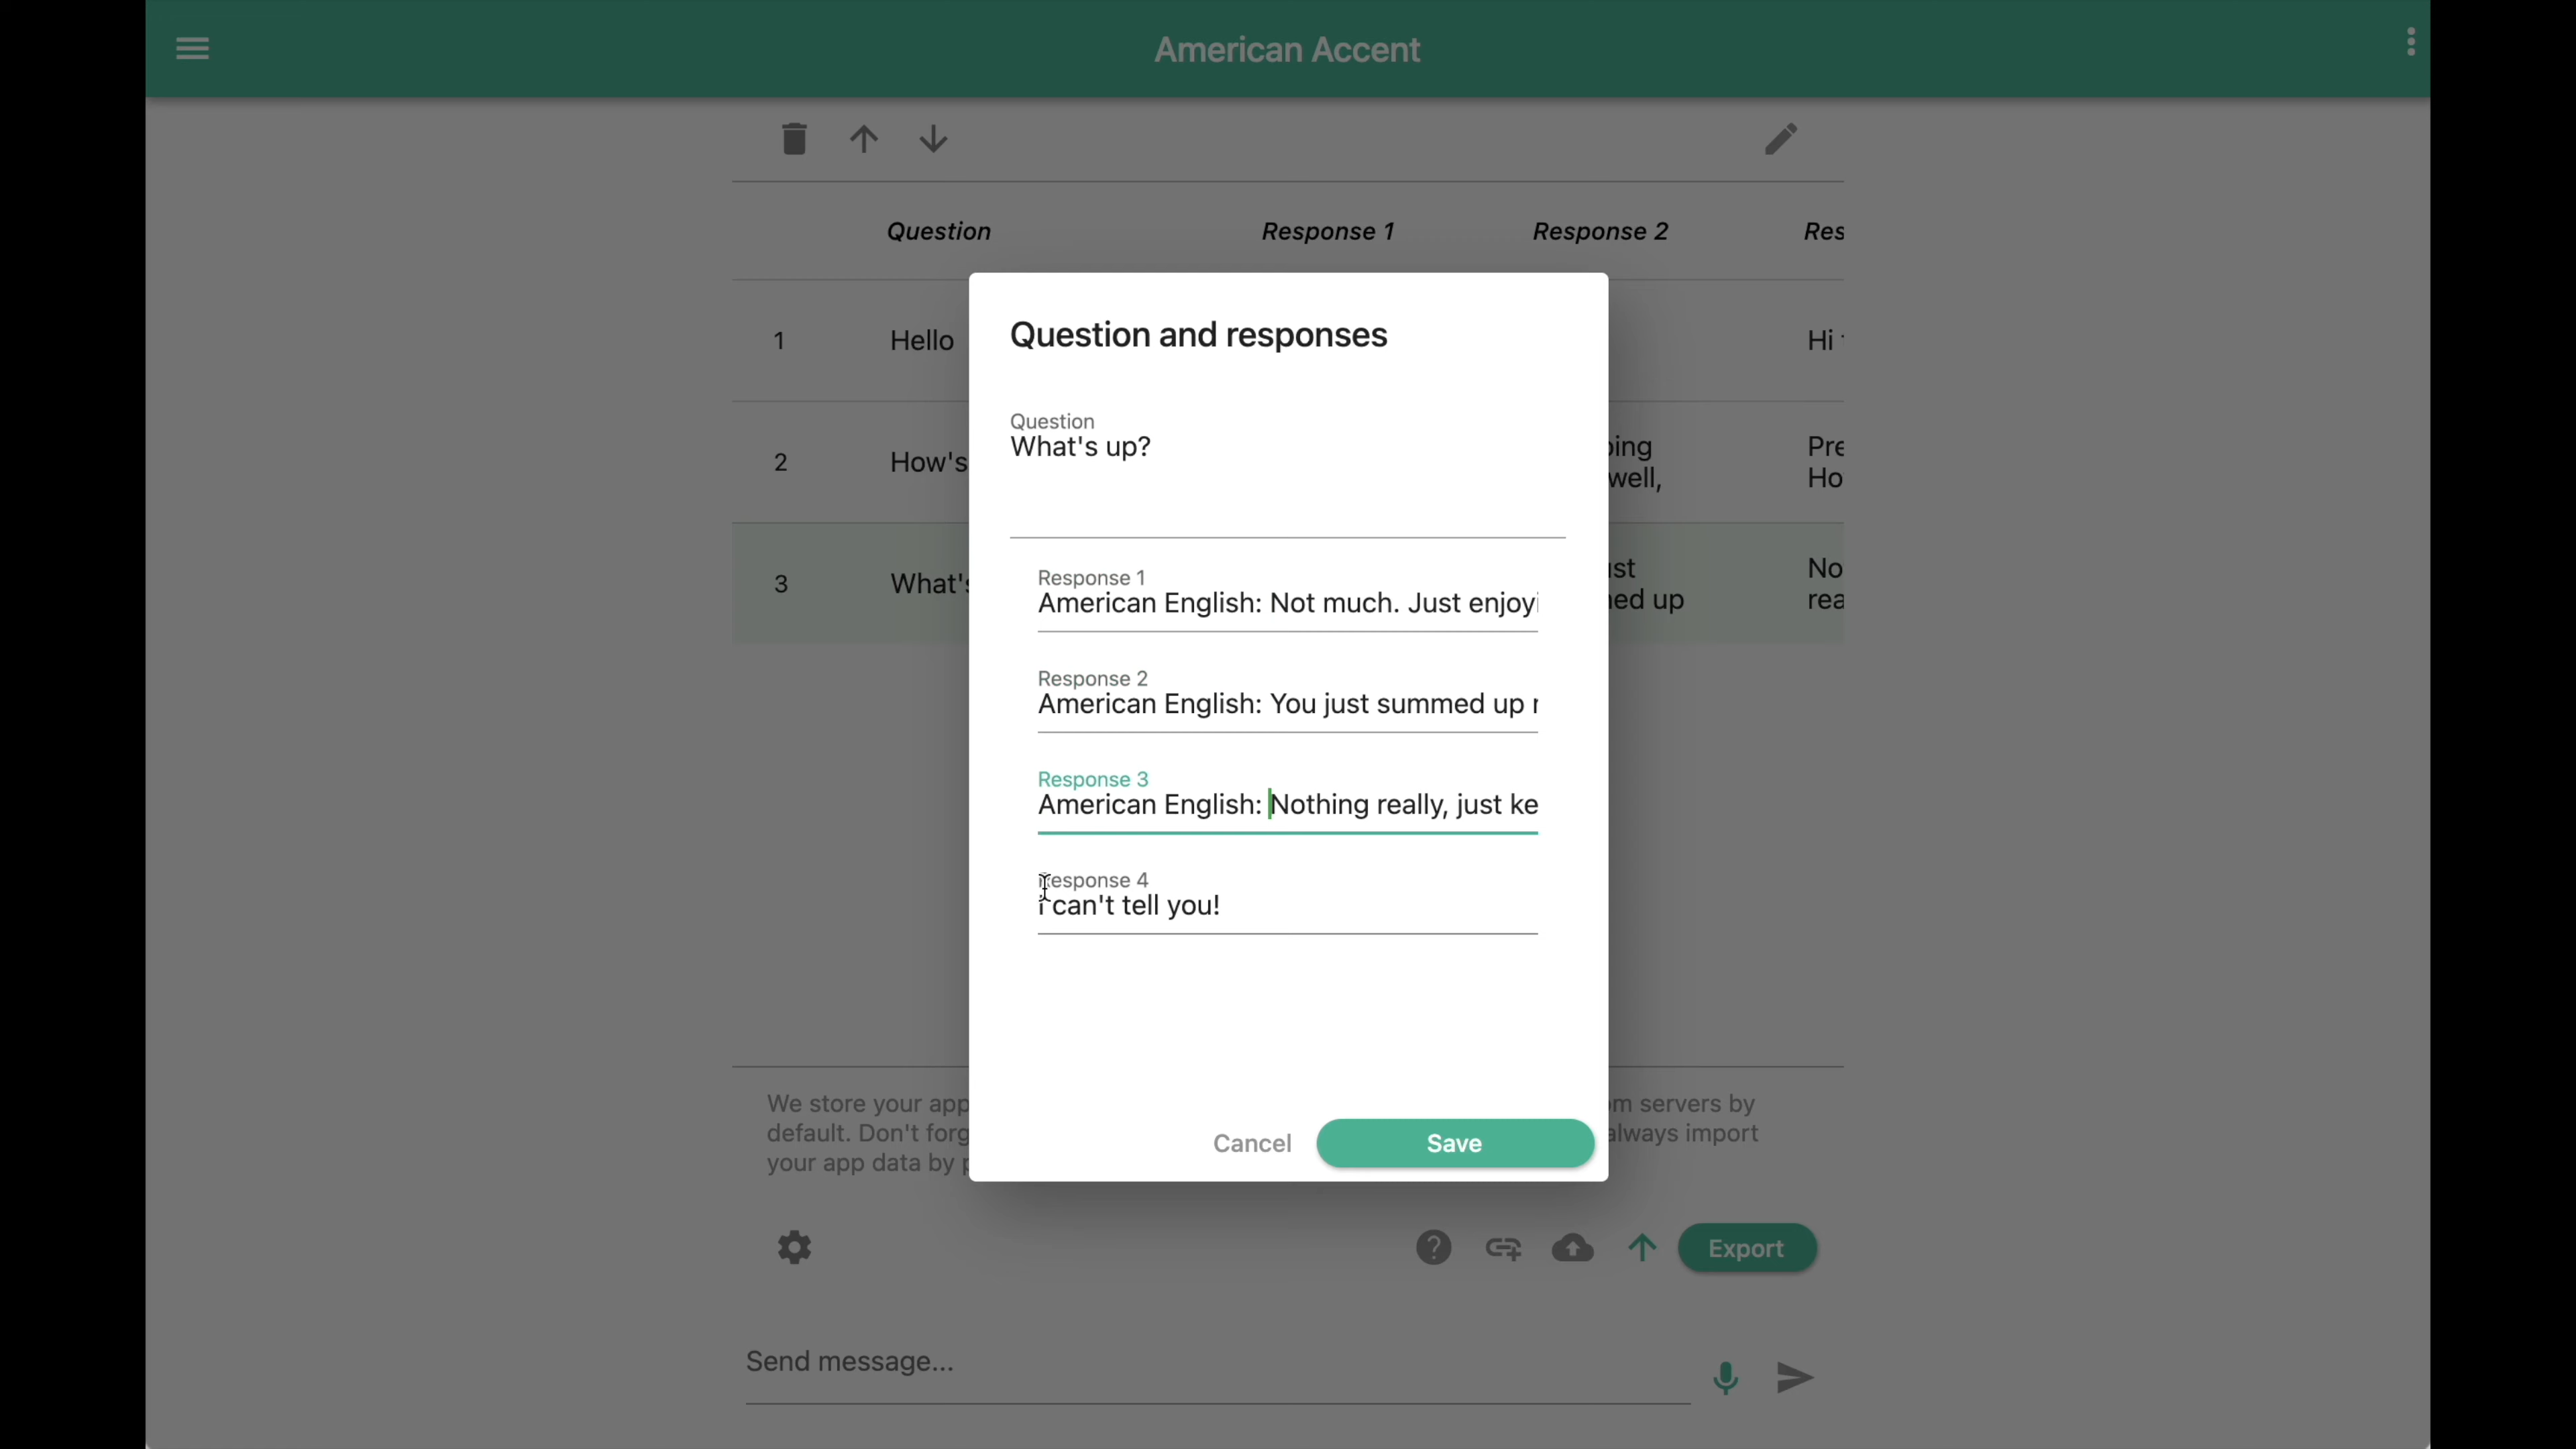 American Accent
Question Response 1 Response 2 Res
1 Hello Hi
2 How's ping well, Pre Ho
3 What's just med up No rea
Question and responses
Question
What's up?
Response 1
American English: Not much. Just enjoyi
Response 2
American English: You just summed up
Response 3
American English: Nothing really, just ke
Response 4
i can't tell you!
Cancel Save
We store your app om servers by
default. Don't forg always import
your app data by p
Export
Send message...